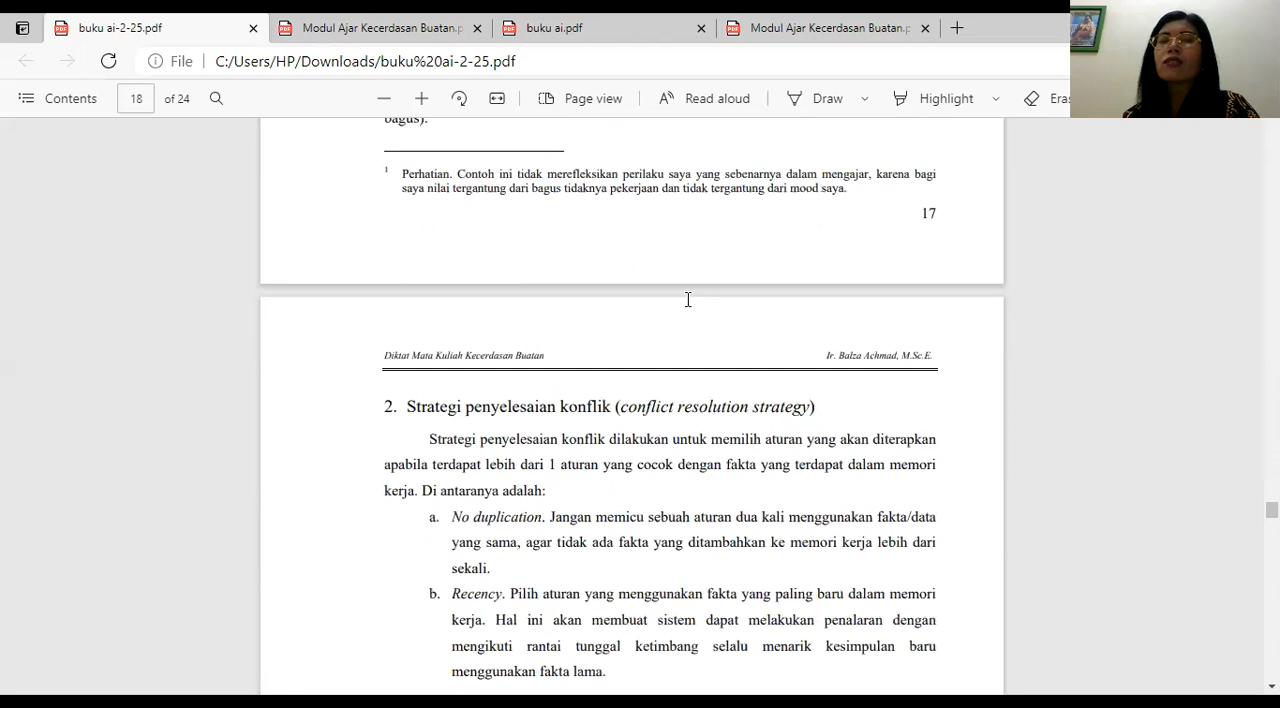 buku ai-2-25.pdf
Modul Ajar Kecerdasan Buatan.p
buku ai.pdf
Modul Ajar Kecerdasan Buatan.p
File C:/Users/HP/Downloads/buku%20ai-2-25.pdf
Contents 18 of 24 Page view Read aloud Draw Highlight Eras
bagus).
1 Perhatian. Contoh ini tidak merefleksikan perilaku saya yang sebenarnya dalam mengajar, karena bagi
saya nilai tergantung dari bagus tidaknya pekerjaan dan tidak tergantung dari mood saya.
17
Diktat Mata Kuliah Kecerdasan Buatan Ir. Balza Achmad, M.Sc.E.
2. Strategi penyelesaian konflik (conflict resolution strategy)
Strategi penyelesaian konflik dilakukan untuk memilih aturan yang akan diterapkan
apabila terdapat lebih dari 1 aturan yang cocok dengan fakta yang terdapat dalam memori
kerja. Di antaranya adalah:
a. No duplication. Jangan memicu sebuah aturan dua kali menggunakan fakta/data
yang sama, agar tidak ada fakta yang ditambahkan ke memori kerja lebih dari
sekali.
b. Recency. Pilih aturan yang menggunakan fakta yang paling baru dalam memori
kerja. Hal ini akan membuat sistem dapat melakukan penalaran dengan
mengikuti rantai tunggal ketimbang selalu menarik kesimpulan baru
menggunakan fakta lama.